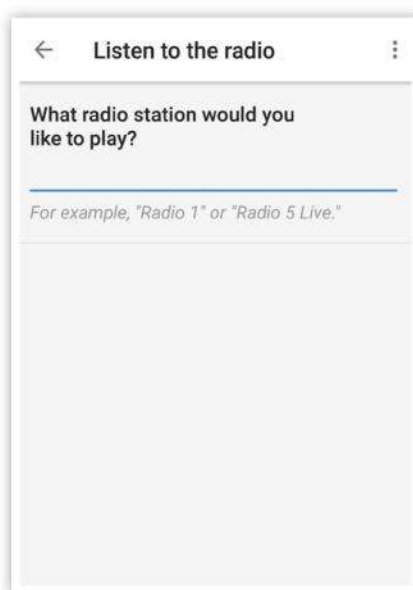 Listen to the radio
What radio station would you
like to play?
For example, "Radio 1" or "Radio 5 Live."